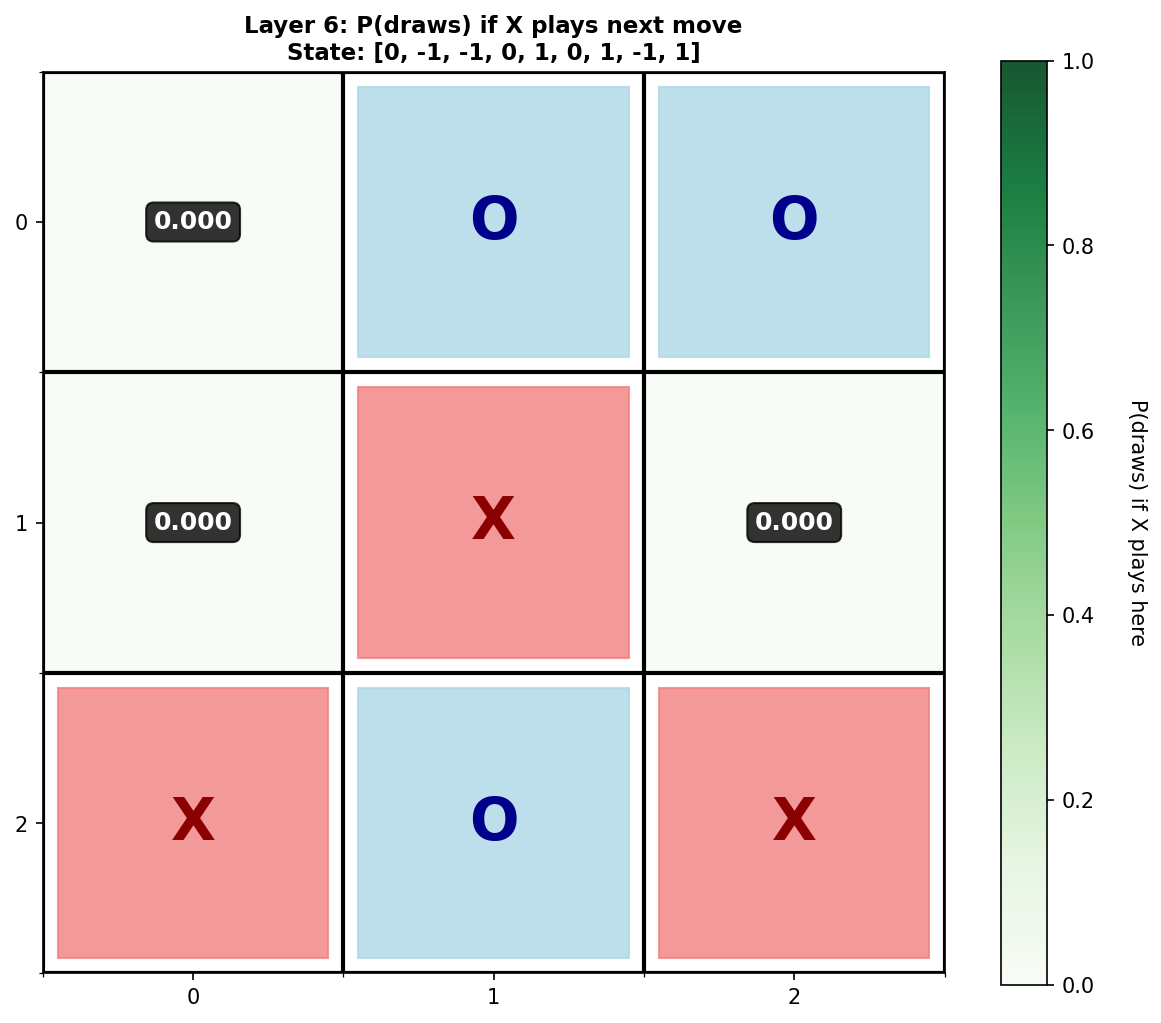 Layer 6: P(draws) if X plays next move
State: [0, -1, -1, 0, 1, 0, 1, -1, 1]
0
0.000
O
O
1
0.000
X
0.000
2
X
O
X
0
1
2
1.0
0.8
0.6
0.4
0.2
0.0
P(draws) if X plays here